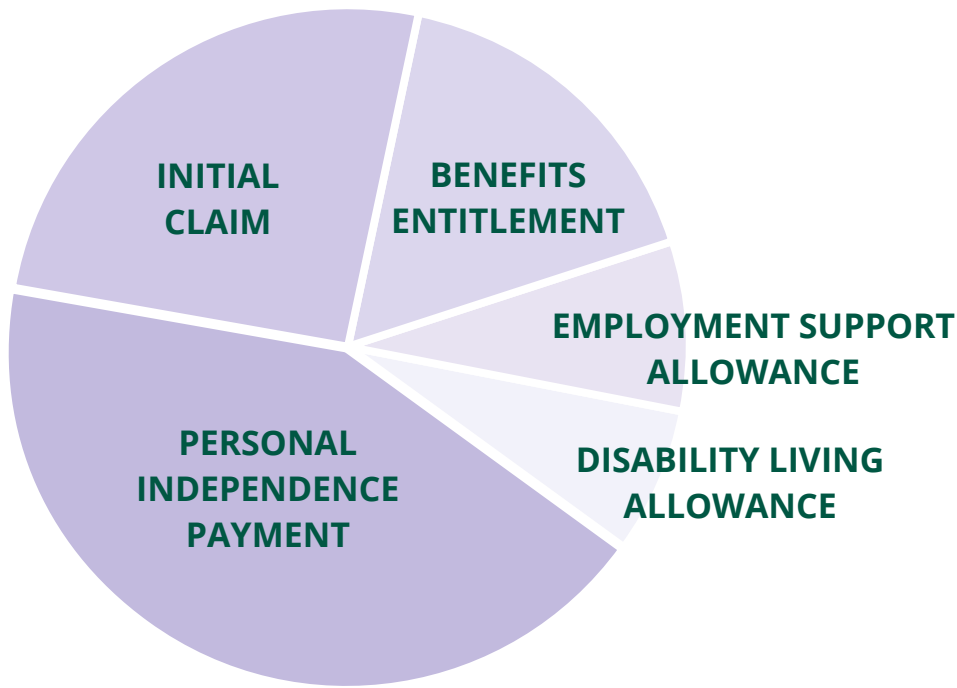 INITIAL
CLAIM
BENEFITS
ENTITLEMENT
EMPLOYMENT SUPPORT
ALLOWANCE
DISABILITY LIVING
ALLOWANCE
PERSONAL
INDEPENDENCE
PAYMENT